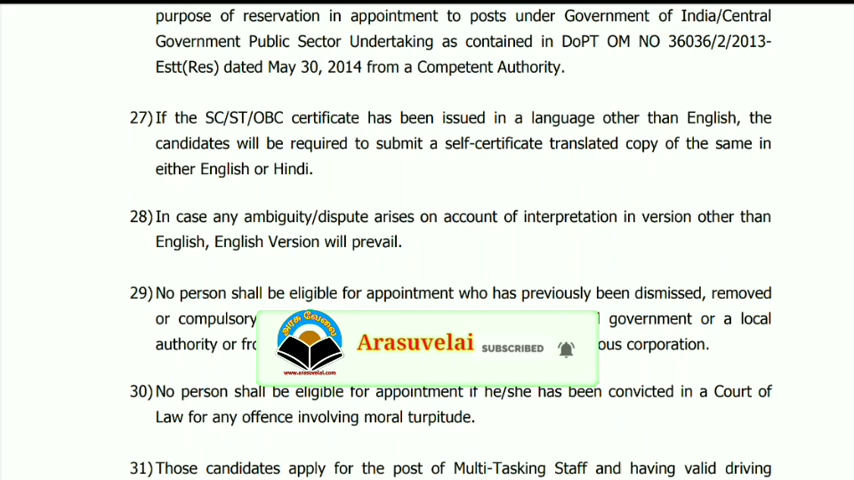 purpose of reservation in appointment to posts under Government of India/Central
Government Public Sector Undertaking as contained in DoPT OM NO 36036/2/2013-
Estt(Res) dated May 30, 2014 from a Competent Authority.
27) If the SC/ST/OBC certificate has been issued in a language other than English, the
candidates will be required to submit a self-certificate translated copy of the same in
either English or Hindi.
28) In case any ambiguity/dispute arises on account of interpretation in version other than
English, English Version will prevail.
29) No person shall be eligible for appointment who has previously been dismissed, removed
or compulsory government or a local
authority or corporation.
அரசு வேலை
www.arasuvelai.com
Arasuvelai SUBSCRIBED
30) No person shall be eligible for appointment if he/she has been convicted in a Court of
Law for any offence involving moral turpitude.
31) Those candidates apply for the post of Multi-Tasking Staff and having valid driving